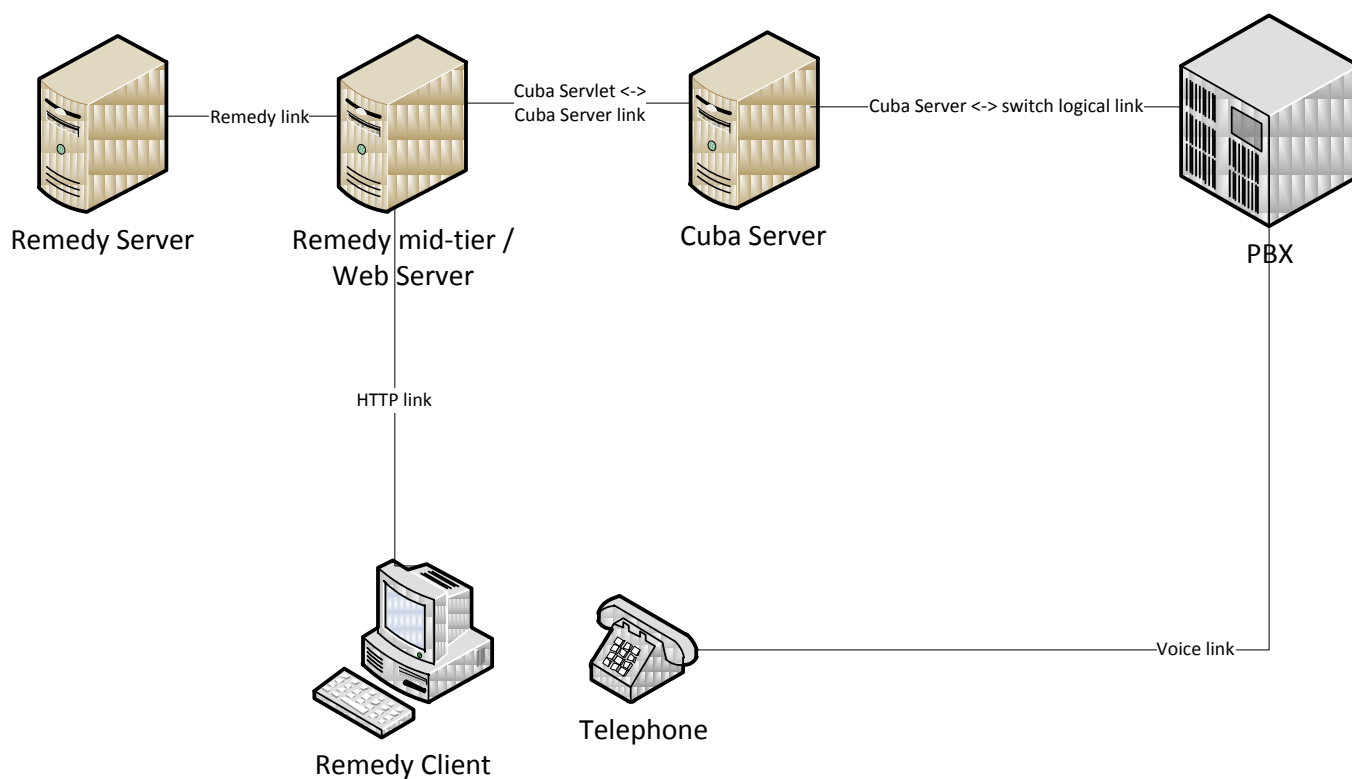 Cuba Servlet <->
Cuba Server link
Remedy link
Cuba Server <-> switch logical link
Remedy Server
Remedy mid-tier /
Web Server
Cuba Server
PBX
HTTP link
Voice link
Telephone
Remedy Client